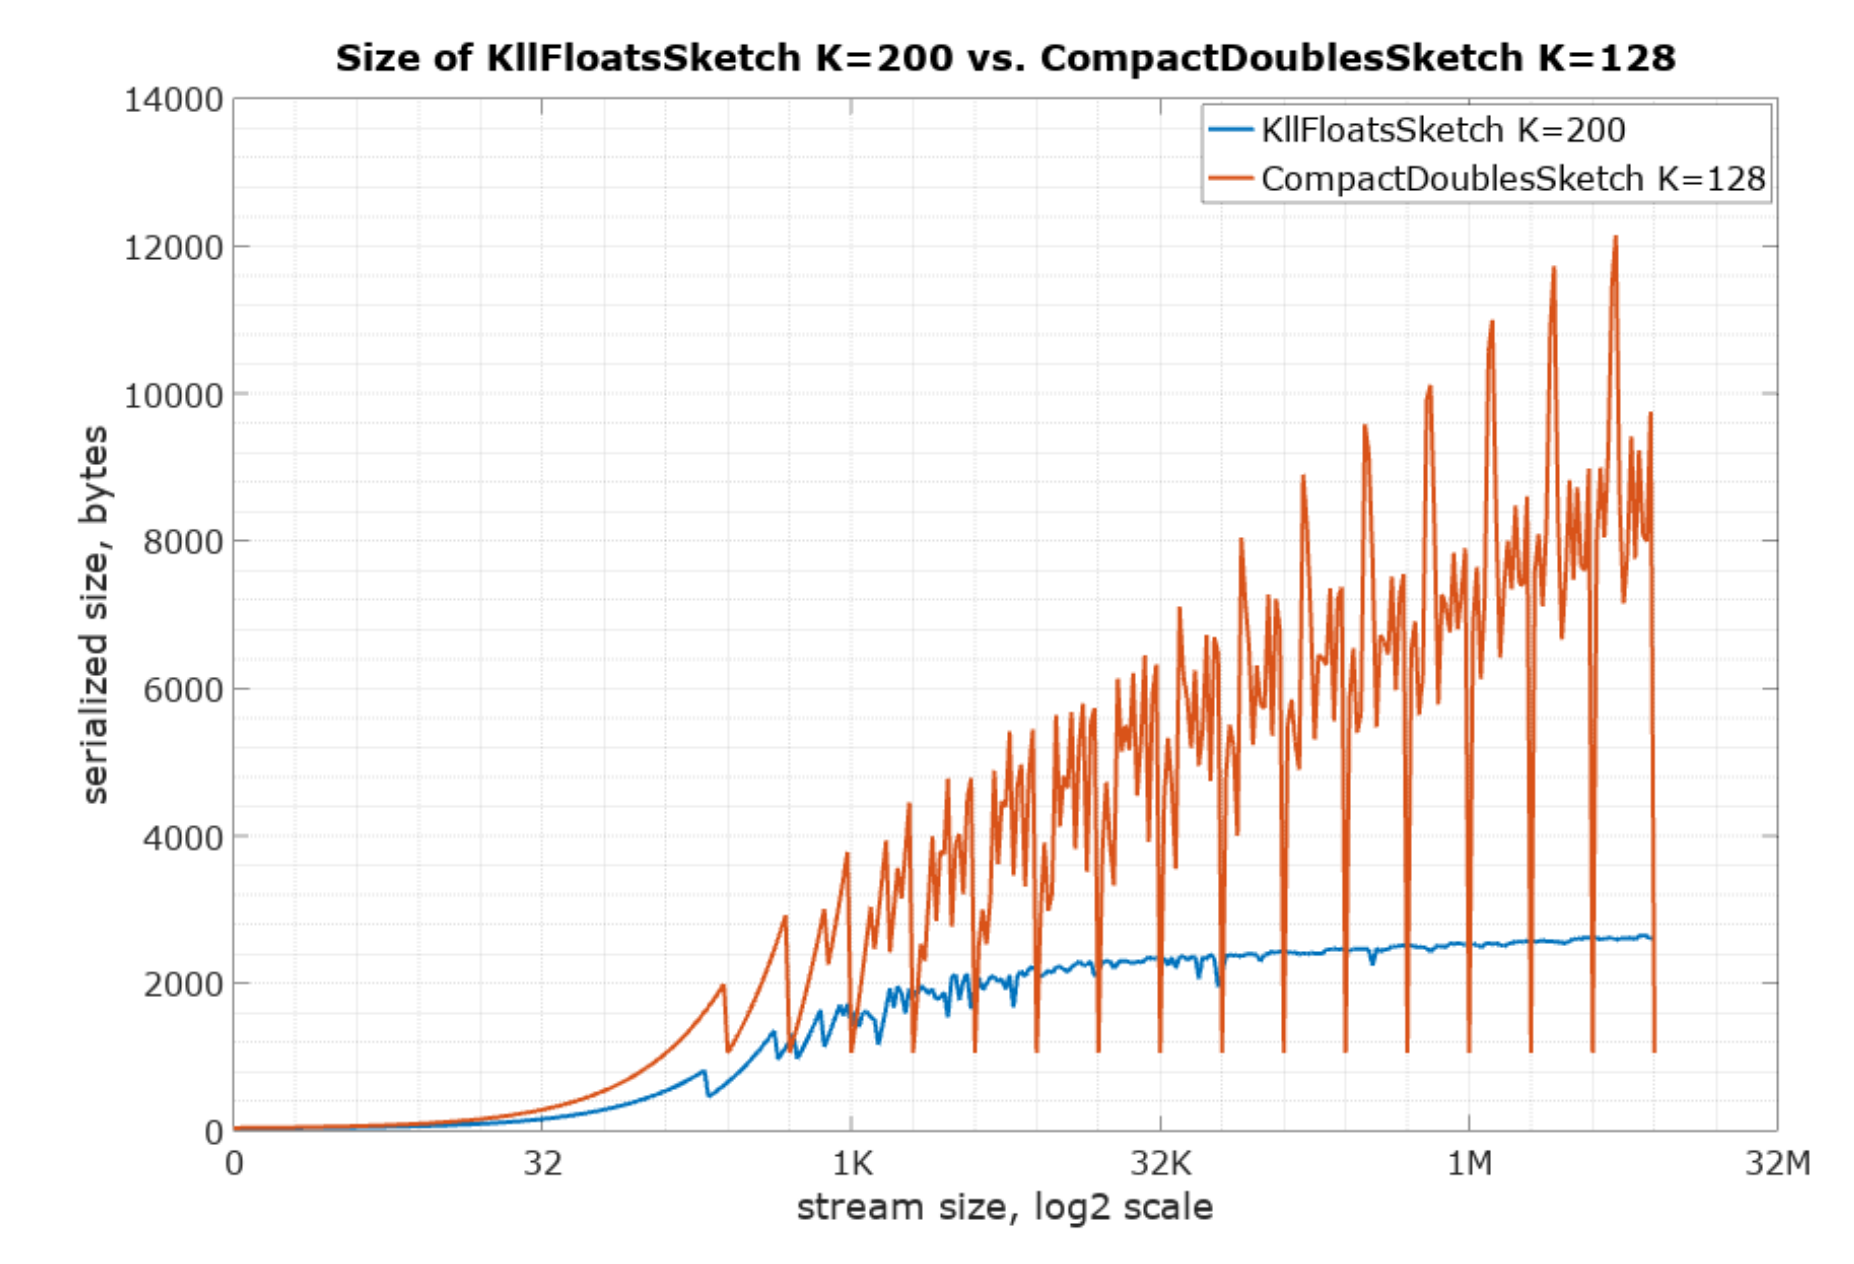 Size of KllFloatsSketch K=200 vs. CompactDoublesSketch K=128
KllFloatsSketch K=200
CompactDoublesSketch K=128
14000
12000
10000
8000
6000
4000
2000
0
serialized size, bytes
0 32 1K 32K 1M 32M
stream size, log2 scale